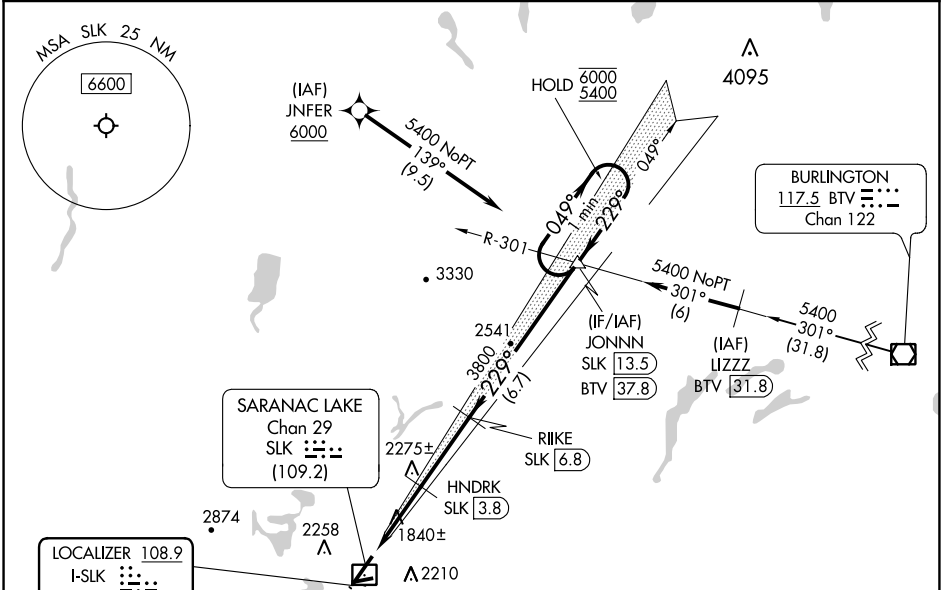 MSA SLK 25 NM
6600
(IAF)
JNFER
6000
5400 NoPT
139°
(9.5)
HOLD
6000
5400
4095
049°
1 min
229°
049°
BURLINGTON
117.5 BTV
Chan 122
R-301
3330
5400 NoPT
301°
(6)
5400
301°
(31.8)
(IF/IAF)
JONNN
SLK 13.5
BTV 37.8
(IAF)
LIZZZ
BTV 31.8
2541
3800
229°
(6.7)
SARANAC LAKE
Chan 29
SLK
(109.2)
2275±
RIIKE
SLK 6.8
HNDRK
SLK 3.8
2874
2258
1840±
2210
LOCALIZER 108.9
I-SLK